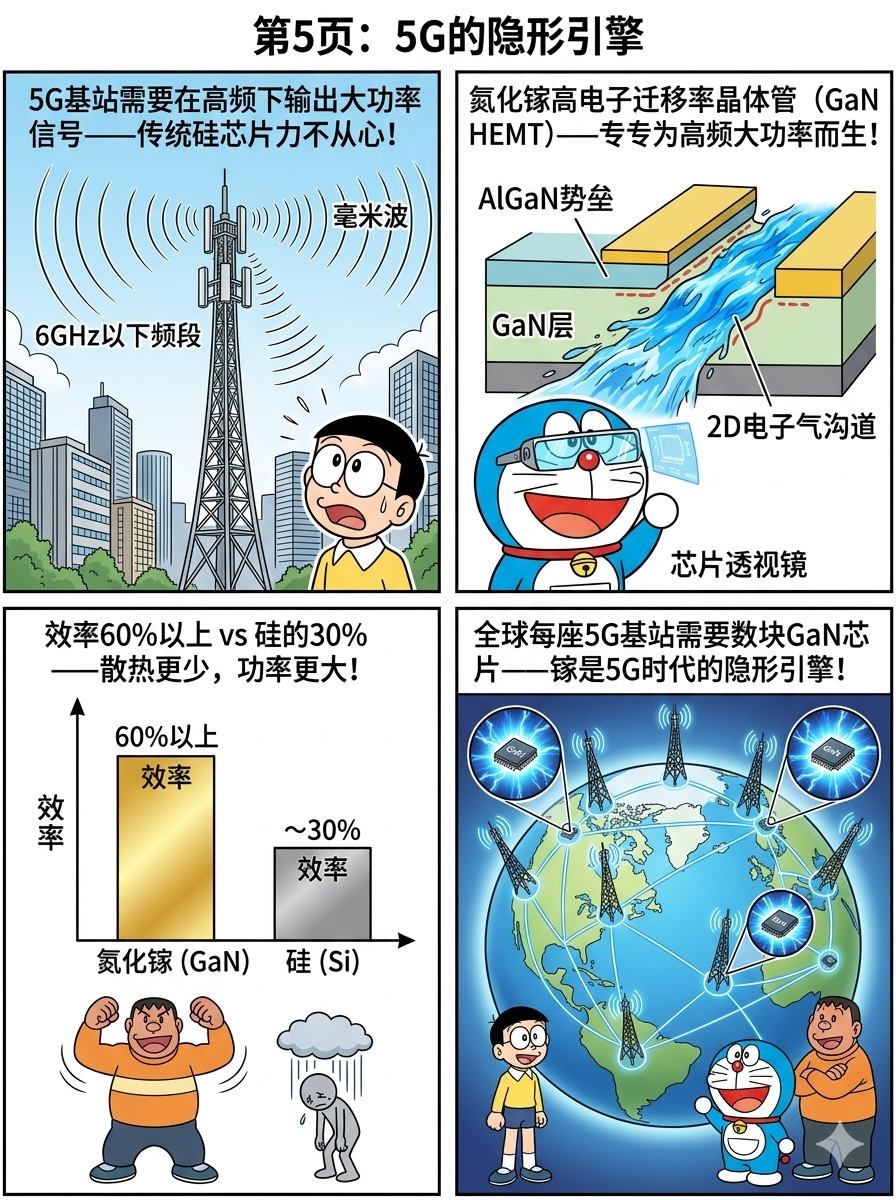 第5页：5G的隐形引擎
5G基站需要在高频下输出大功率
信号——传统硅芯片力不从心！
毫米波
6GHz以下频段
氮化镓高电子迁移率晶体管（GaN
HEMT）——专专为高频大功率而生！
AlGaN势垒
GaN层
2D电子气沟道
芯片透视镜
效率60%以上 vs 硅的30%
——散热更少，功率更大！
60%以上
效率
～30%
效率
效率
氮化镓 (GaN)
硅 (Si)
全球每座5G基站需要数块GaN芯
片——镓是5G时代的隐形引擎！